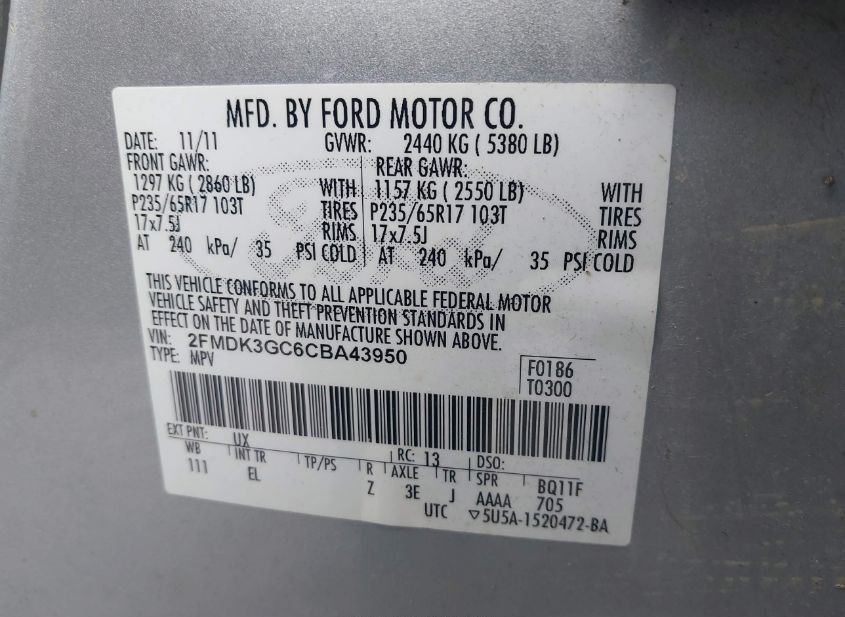 MFD. BY FORD MOTOR CO.
DATE: 11/11 GVWR: 2440 KG ( 5380 LB)
FRONT GAWR: REAR GAWR:
1297 KG ( 2860 LB) WITH 1157 KG ( 2550 LB) WITH
P235/65R17 103T TIRES P235/65R17 103T TIRES
17x7.5J RIMS 17x7.5J RIMS
AT 240 kPa/ 35 PSI COLD AT 240 kPa/ 35 PSI COLD
THIS VEHICLE CONFORMS TO ALL APPLICABLE FEDERAL MOTOR
VEHICLE SAFETY AND THEFT PREVENTION STANDARDS IN
EFFECT ON THE DATE OF MANUFACTURE SHOWN ABOVE.
VIN: 2FMDK3GC6CBA43950
TYPE: MPV
F0186
T0300
EXT PNT: UX RC: 13 DSO:
WB INT TR TP/PS R AXLE TR SPR BQ11F
111 EL Z 3E J AAAA 705
UTC ▽5U5A-1520472-BA